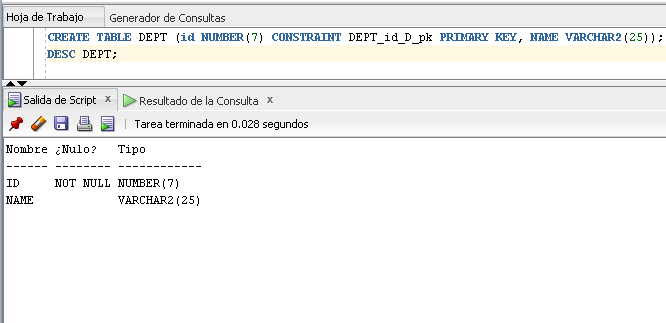 Hoja de Trabajo Generador de Consultas
CREATE TABLE DEPT (id NUMBER(7) CONSTRAINT DEPT_id_D_pk PRIMARY KEY, NAME VARCHAR2(25));
DESC DEPT;
Salida de Script x Resultado de la Consulta x
Tarea terminada en 0.028 segundos
Nombre ¿Nulo?   Tipo
------ -------- ------------
ID     NOT NULL NUMBER(7)
NAME            VARCHAR2(25)